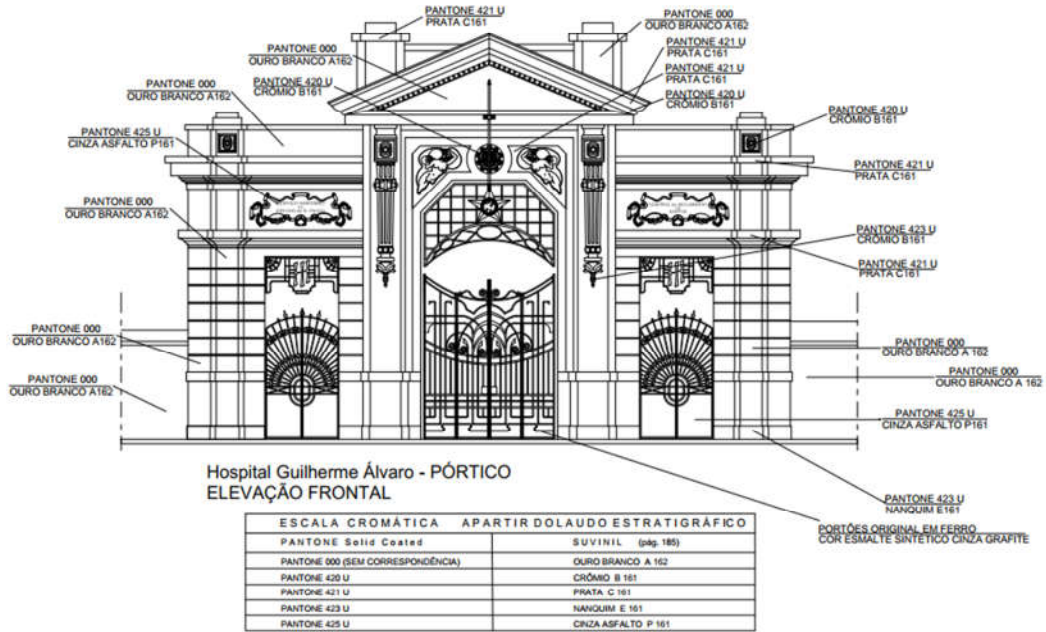 PANTONE 421 U
PRATA C161
PANTONE 000
OURO BRANCO A162
PANTONE 000
OURO BRANCO A162
PANTONE 421 U
PRATA C161
PANTONE 420 U
CRÔMIO B161
PANTONE 421 U
PRATA C161
PANTONE 000
OURO BRANCO A162
PANTONE 420 U
CRÔMIO B161
PANTONE 420 U
CRÔMIO B161
PANTONE 425 U
CINZA ASFALTO P161
PANTONE 421 U
PRATA C161
PANTONE 000
OURO BRANCO A162
PANTONE 423 U
CRÔMIO B161
PANTONE 421 U
PRATA C161
PANTONE 000
OURO BRANCO A162
PANTONE 000
OURO BRANCO A 162
PANTONE 000
OURO BRANCO A162
PANTONE 000
OURO BRANCO A 162
PANTONE 425 U
CINZA ASFALTO P161
Hospital Guilherme Álvaro - PÓRTICO
ELEVAÇÃO FRONTAL
PANTONE 423 U
NANQUIM E161
PORTÕES ORIGINAL EM FERRO
COR ESMALTE SINTÉTICO CINZA GRAFITE
ESCALA CROMÁTICA APARTIR DOLAUDO ESTRATIGRÁFICO
PANTONE Solid Coated SUVINIL (pág. 185)
PANTONE 000 (SEM CORRESPONDÊNCIA) OURO BRANCO A 162
PANTONE 420 U CRÔMIO B 161
PANTONE 421 U PRATA C 161
PANTONE 423 U NANQUIM E 161
PANTONE 425 U CINZA ASFALTO P 161